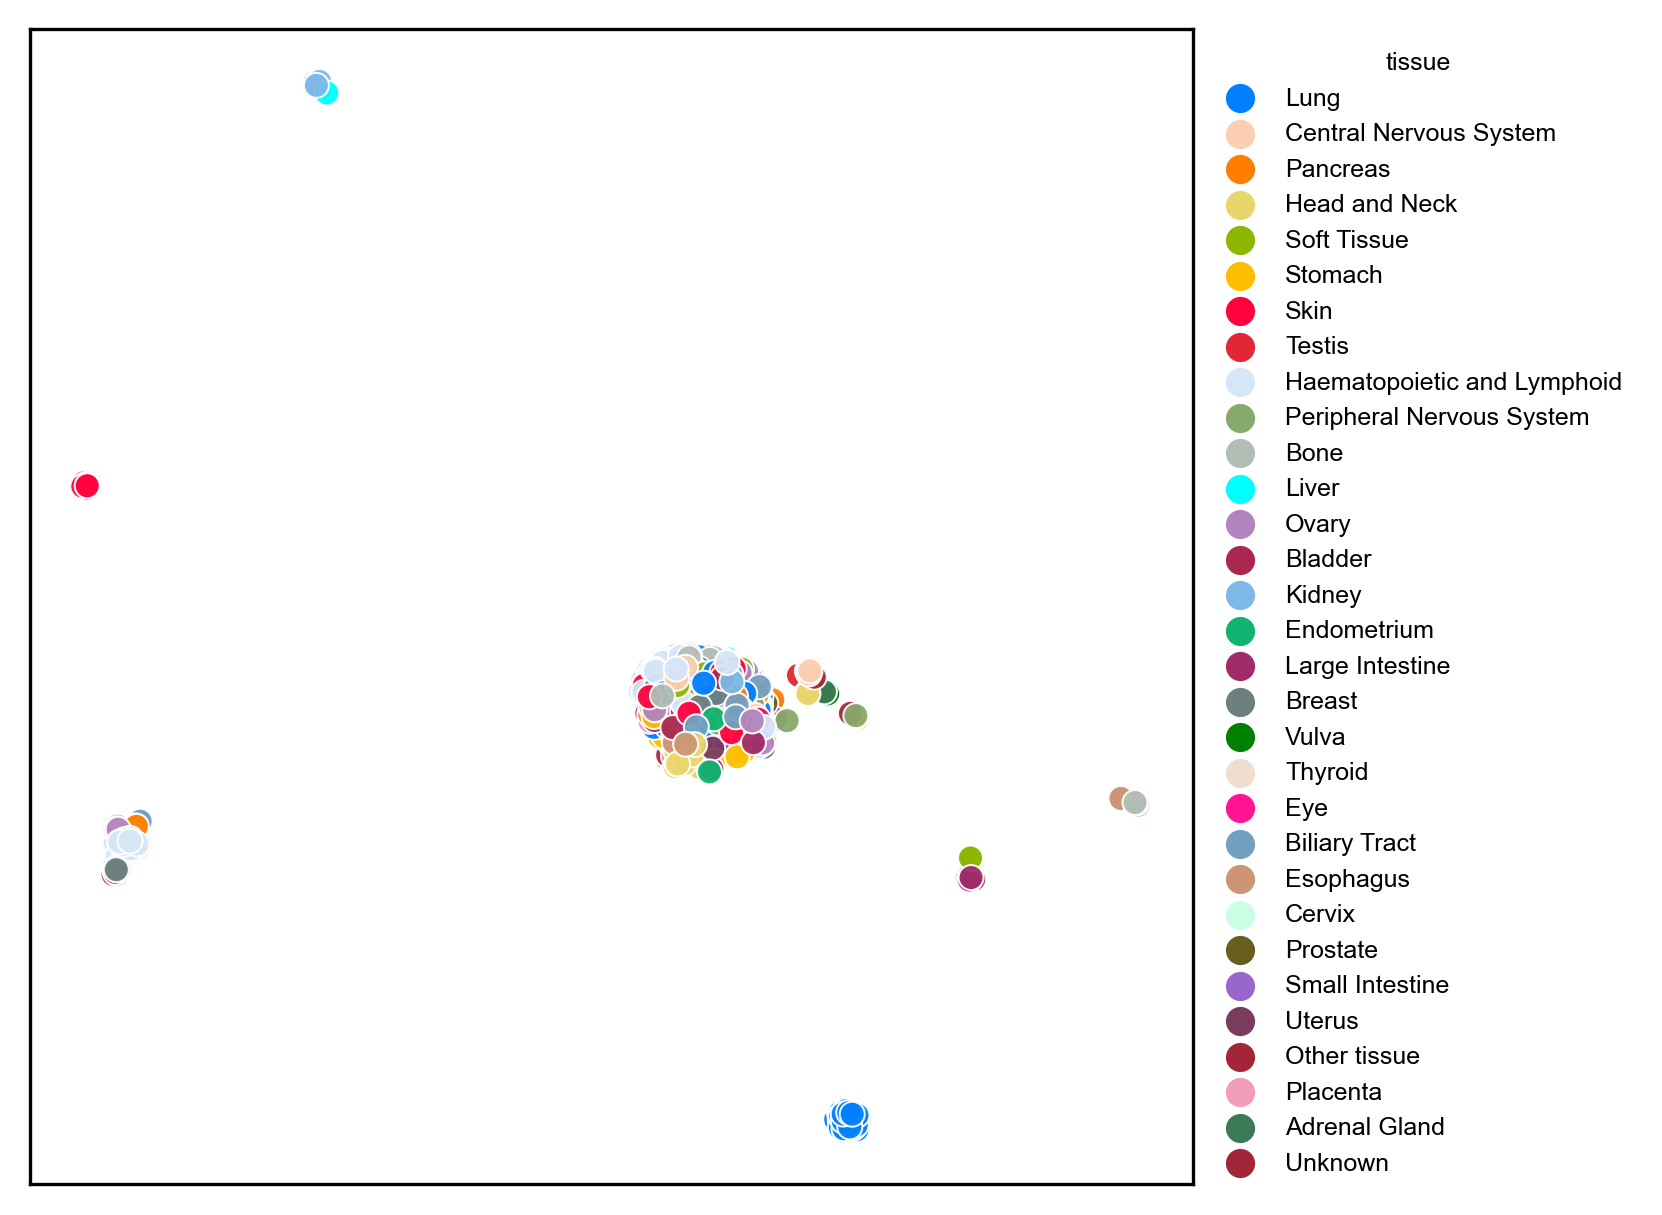 tissue
Lung
Central Nervous System
Pancreas
Head and Neck
Soft Tissue
Stomach
Skin
Testis
Haematopoietic and Lymphoid
Peripheral Nervous System
Bone
Liver
Ovary
Bladder
Kidney
Endometrium
Large Intestine
Breast
Vulva
Thyroid
Eye
Biliary Tract
Esophagus
Cervix
Prostate
Small Intestine
Uterus
Other tissue
Placenta
Adrenal Gland
Unknown